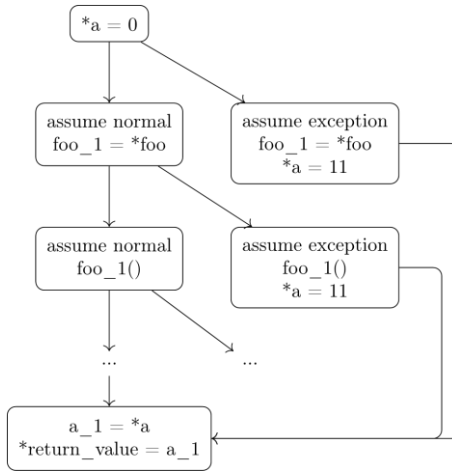 *a = 0
assume normal
foo_1 = *foo
assume exception
foo_1 = *foo
*a = 11
assume normal
foo_1()
assume exception
foo_1()
*a = 11
...
...
a_1 = *a
*return_value = a_1